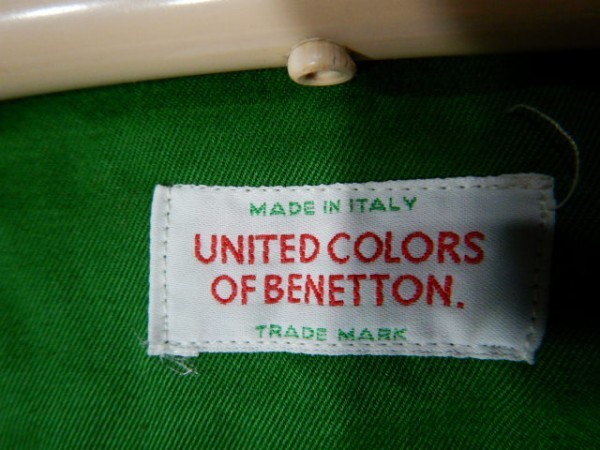 MADE IN ITALY
UNITED COLORS
OF BENETTON.
TRADE MARK